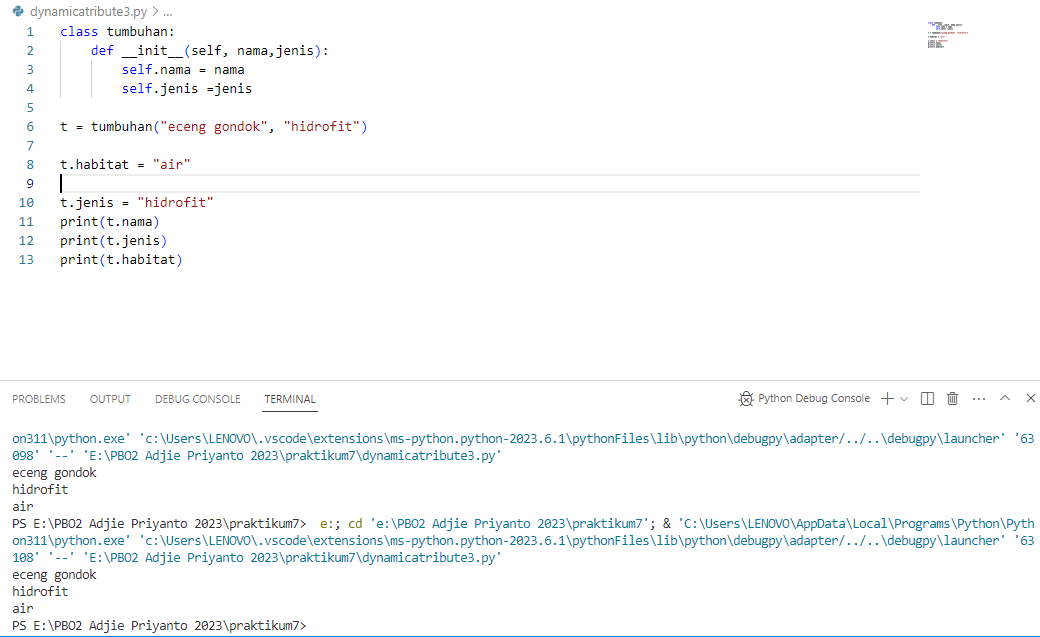 dynamicatribute3.py > ...
1 class tumbuhan:
2     def __init__(self, nama,jenis):
3         self.nama = nama
4         self.jenis =jenis
5
6 t = tumbuhan("eceng gondok", "hidrofit")
7
8 t.habitat = "air"
9
10 t.jenis = "hidrofit"
11 print(t.nama)
12 print(t.jenis)
13 print(t.habitat)
PROBLEMS OUTPUT DEBUG CONSOLE TERMINAL Python Debug Console
on311\python.exe' 'c:\Users\LENOVO\.vscode\extensions\ms-python.python-2023.6.1\pythonFiles\lib\python\debugpy\adapter/../..\debugpy\launcher' '63
098' '--' 'E:\PBO2 Adjie Priyanto 2023\praktikum7\dynamicatribute3.py'
eceng gondok
hidrofit
air
PS E:\PBO2 Adjie Priyanto 2023\praktikum7>  e:; cd 'e:\PBO2 Adjie Priyanto 2023\praktikum7'; & 'C:\Users\LENOVO\AppData\Local\Programs\Python\Pyth
on311\python.exe' 'c:\Users\LENOVO\.vscode\extensions\ms-python.python-2023.6.1\pythonFiles\lib\python\debugpy\adapter/../..\debugpy\launcher' '63
108' '--' 'E:\PBO2 Adjie Priyanto 2023\praktikum7\dynamicatribute3.py'
eceng gondok
hidrofit
air
PS E:\PBO2 Adjie Priyanto 2023\praktikum7>